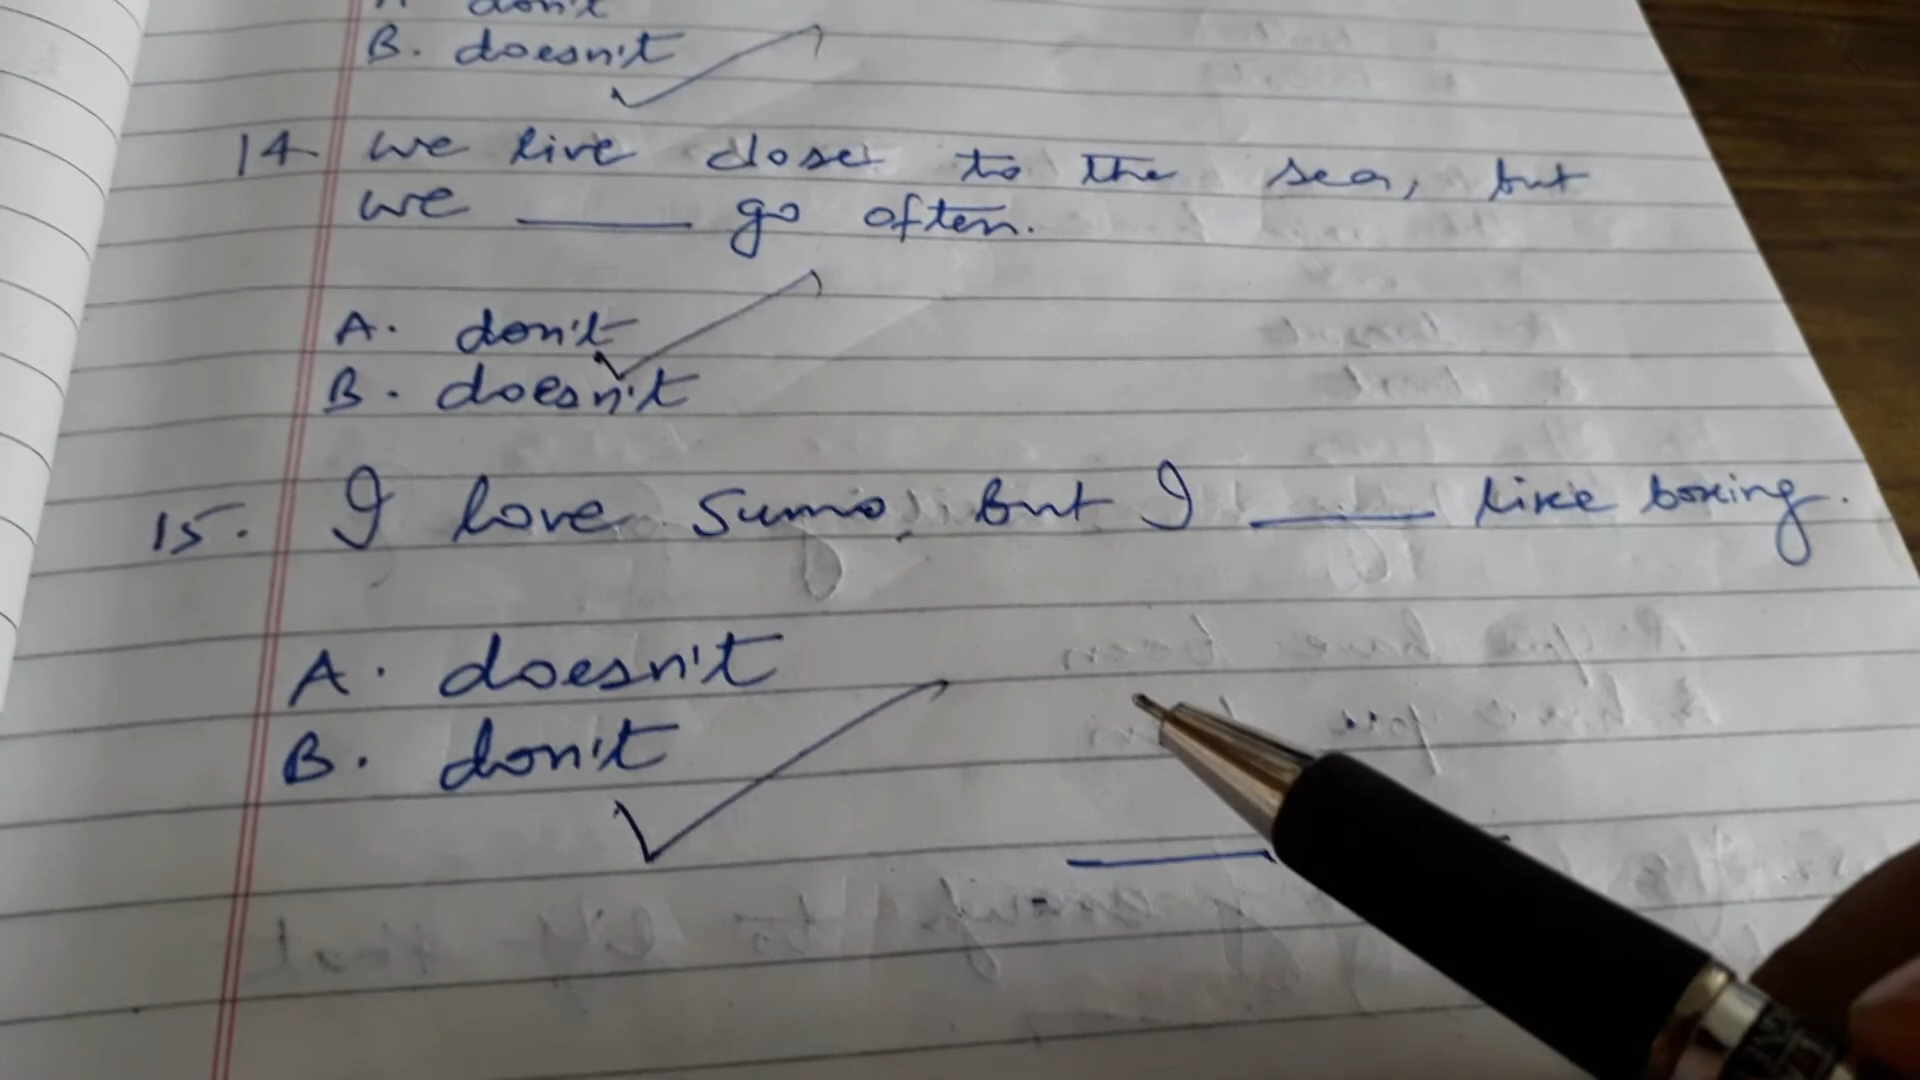 A don't
B. doesn't
14 we live close to the sea, but
we ____ go often.
A. don't
B. doesn't
15. I love Sumo, but I ____ like boxing.
A. doesn't
B. don't